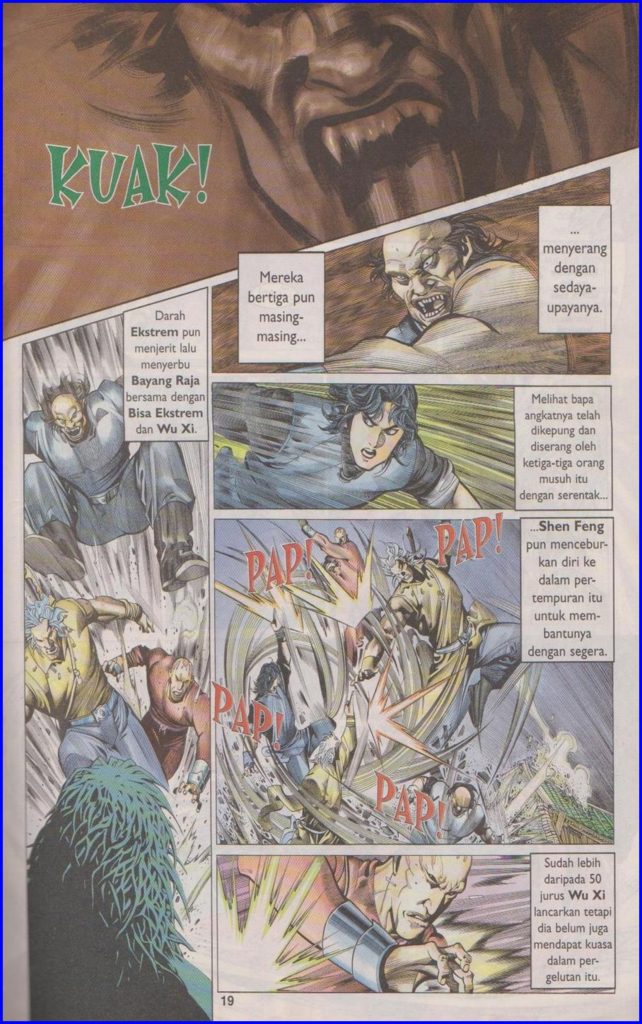 KUAK!
Mereka
bertiga pun
masing-
masing...
...
menyerang
dengan
sedaya-
upayanya.
Darah
Ekstrem pun
menjerit lalu
menyerbu
Bayang Raja
bersama dengan
Bisa Ekstrem
dan Wu Xi.
Melihat bapa
angkatnya telah
dikepung dan
diserang oleh
ketiga-tiga orang
musuh itu
dengan serentak...
...Shen Feng
pun mencebur-
kan diri ke
dalam per-
tempuran itu
untuk mem-
bantunya
dengan segera.
PAP!
PAP!
PAP!
PAP!
Sudah lebih
daripada 50
jurus Wu Xi
lancarkan tetapi
dia belum juga
mendapat kuasa
dalam per-
gelutan itu.
19